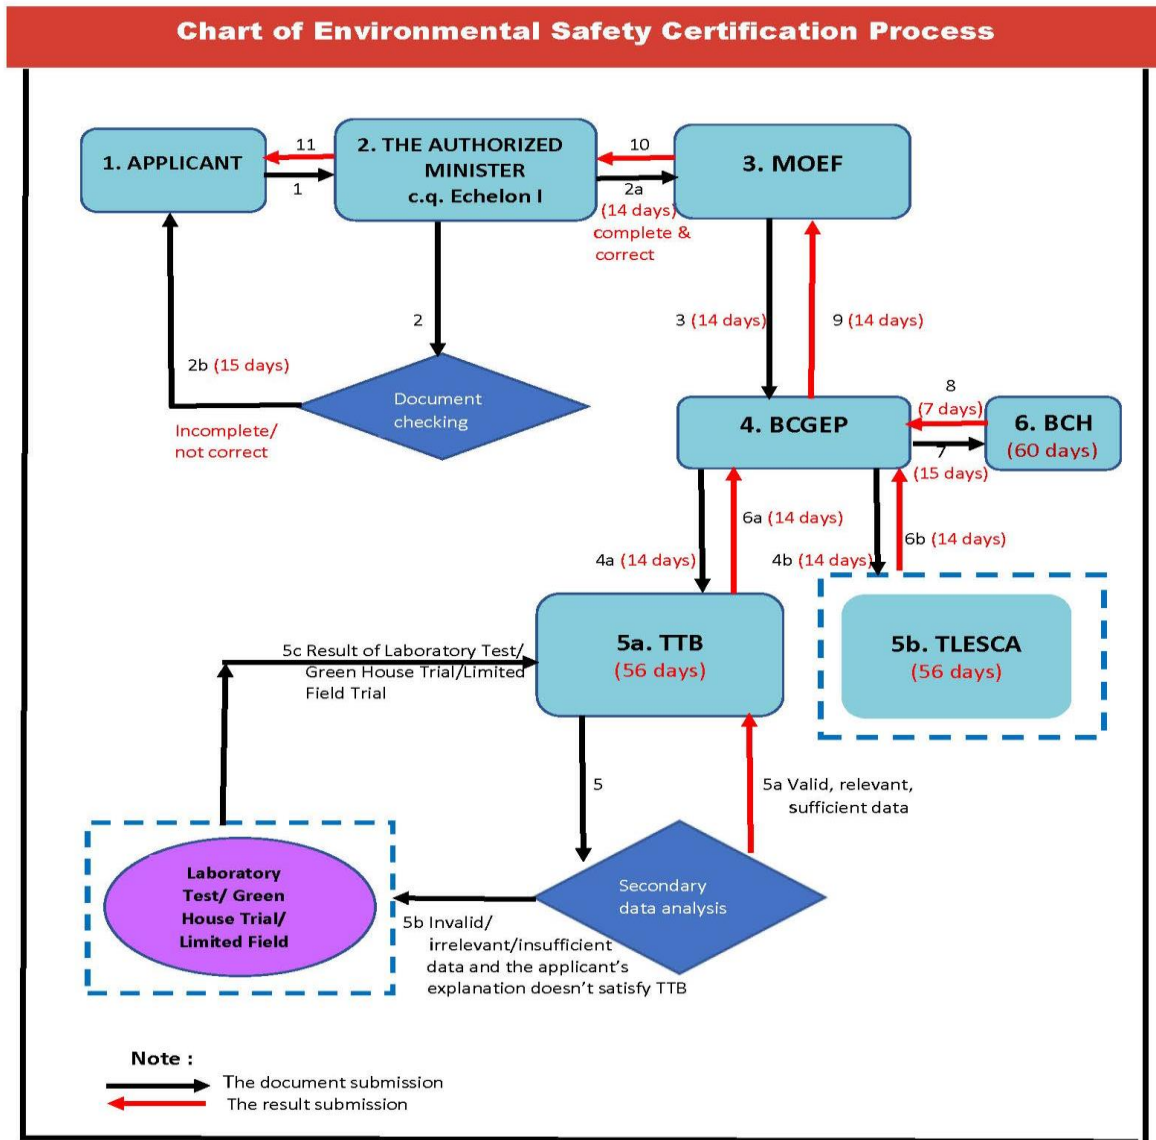 Chart of Environmental Safety Certification Process
1. APPLICANT
11
1
2. THE AUTHORIZED
MINISTER
c.q. Echelon I
10
2a
(14 days)
complete &
correct
3. MOEF
2
3 (14 days)
9 (14 days)
2b (15 days)
Incomplete/
not correct
Document
checking
4. BCGEP
8
(7 days)
7
(15 days)
6. BCH
(60 days)
4a (14 days)
6a (14 days)
4b (14 days)
6b (14 days)
5a. TTB
(56 days)
5b. TLESCA
(56 days)
5c Result of Laboratory Test/
Green House Trial/Limited
Field Trial
5
5a Valid, relevant,
sufficient data
Laboratory
Test/ Green
House Trial/
Limited Field
Secondary
data analysis
5b Invalid/
irrelevant/insufficient
data and the applicant’s
explanation doesn’t satisfy TTB
Note :
The document submission
The result submission